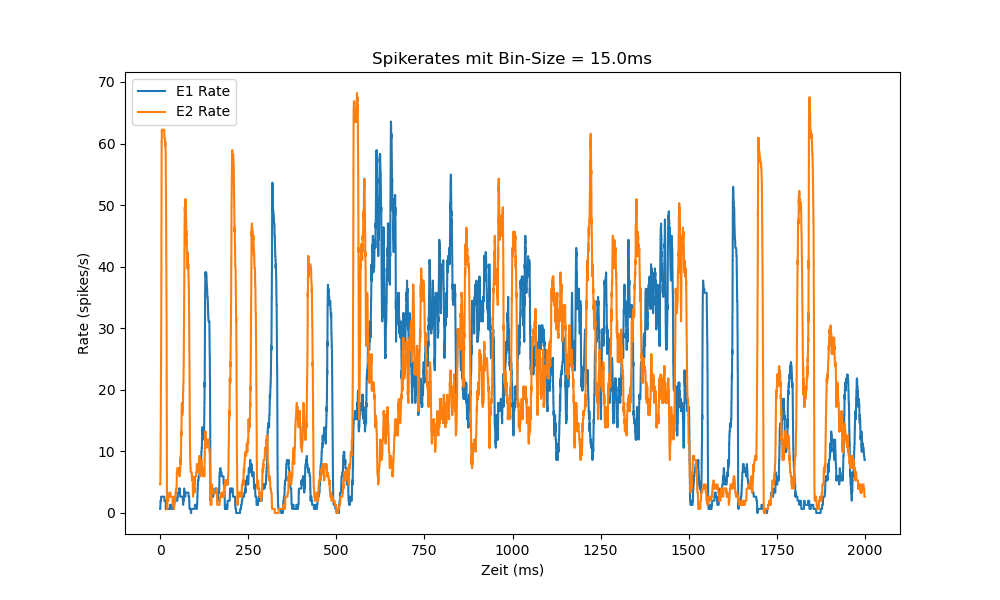 Spikerates mit Bin-Size = 15.0ms
E1 Rate
E2 Rate
70
60
50
40
30
20
10
0
Rate (spikes/s)
0 250 500 750 1000 1250 1500 1750 2000
Zeit (ms)